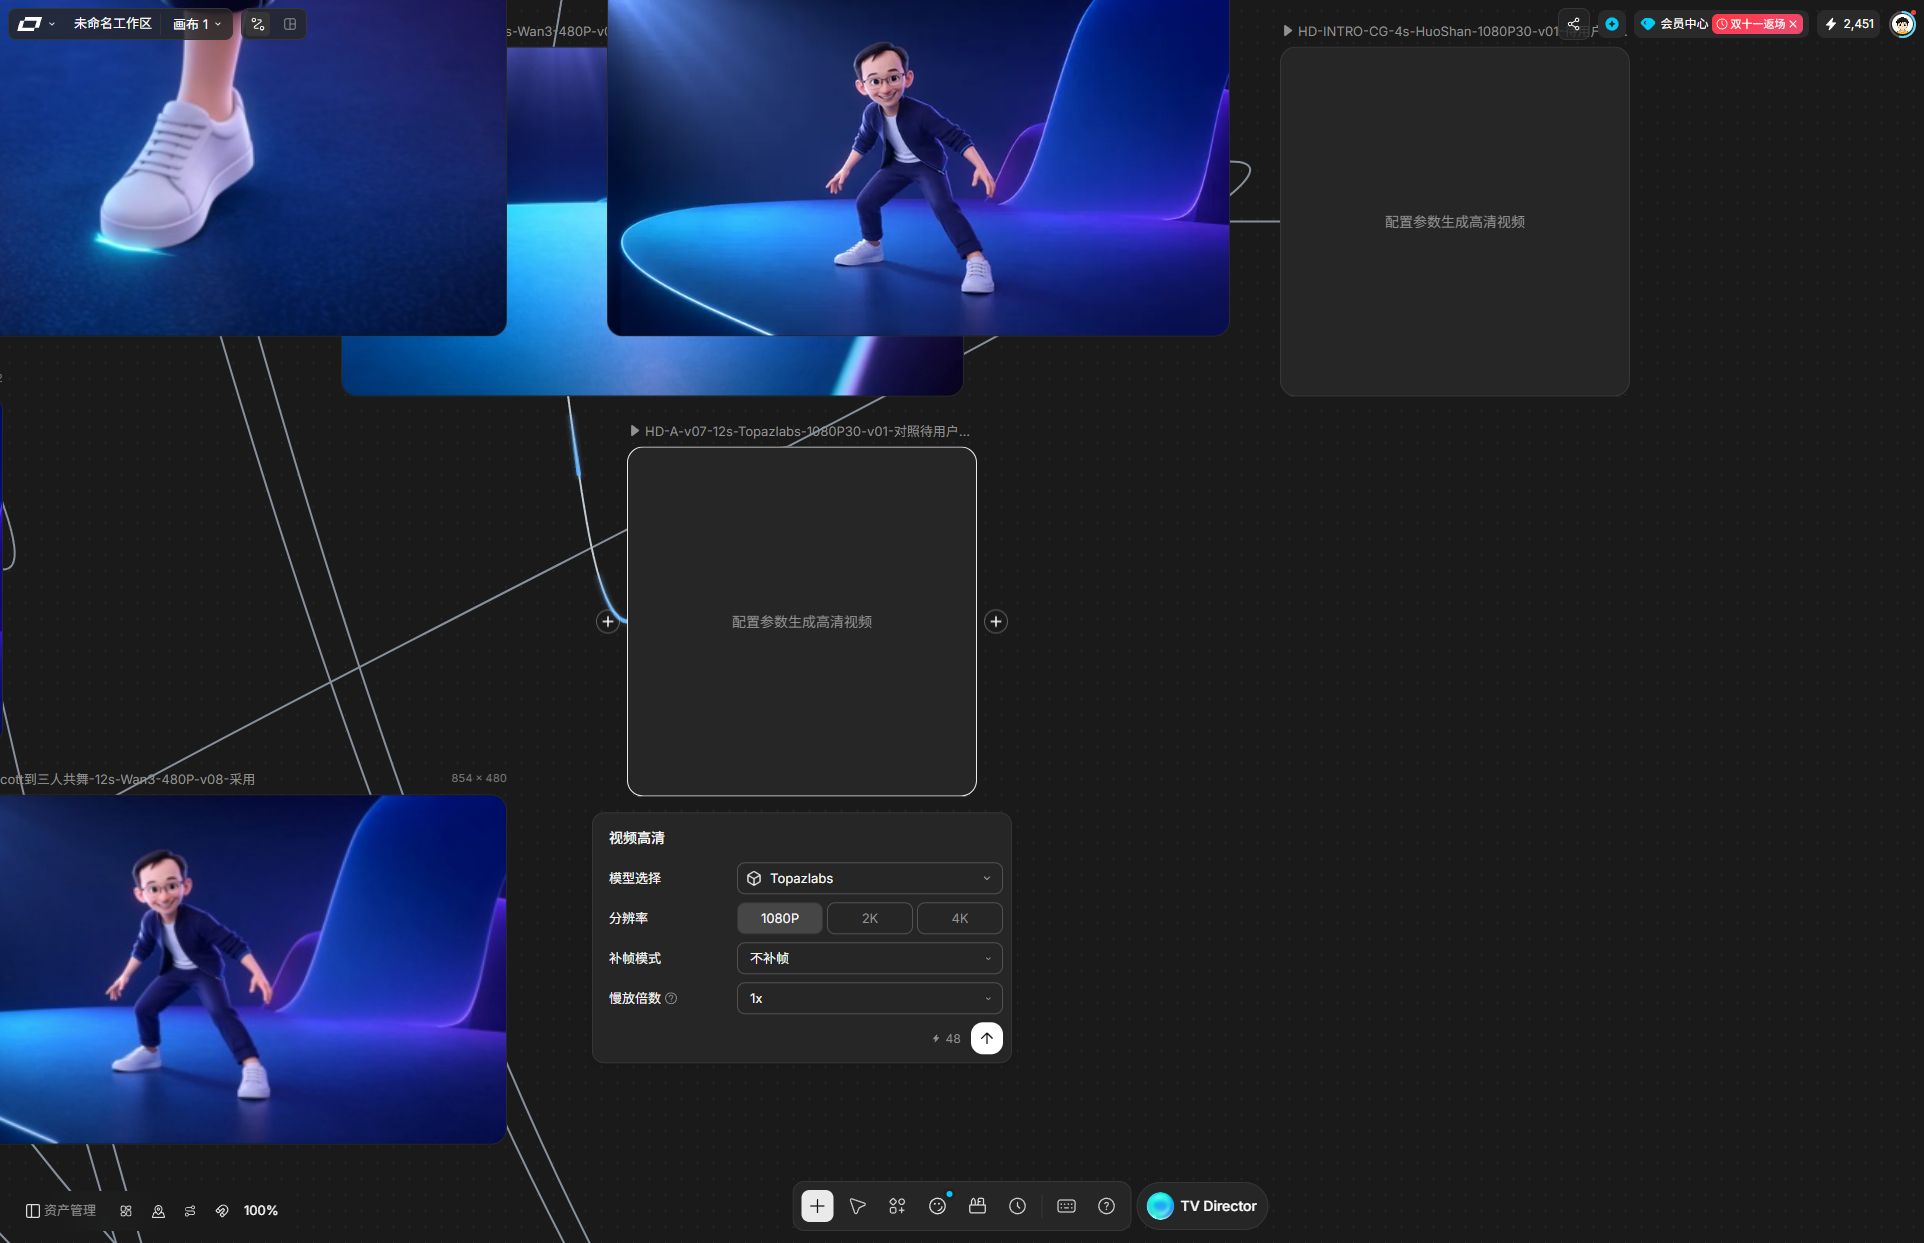 未命名工作区
画布 1
s-Wan3-480P-v0
HD-INTRO-CG-4s-HuoShan-1080P30-v01
会员中心
双十一返场
2,451
配置参数生成高清视频
HD-A-v07-12s-Topazlabs-1080P30-v01-对照待用户...
配置参数生成高清视频
cott到三人共舞-12s-Wan3-480P-v08-采用
854 × 480
视频高清
模型选择
Topazlabs
分辨率
1080P
2K
4K
补帧模式
不补帧
慢放倍数
1x
48
资产管理
100%
TV Director